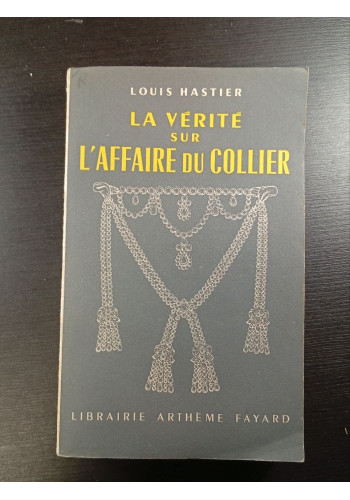 LOUIS HASTIER
LA VÉRITÉ
SUR
L'AFFAIRE DU COLLIER
LIBRAIRIE ARTHÈME FAYARD